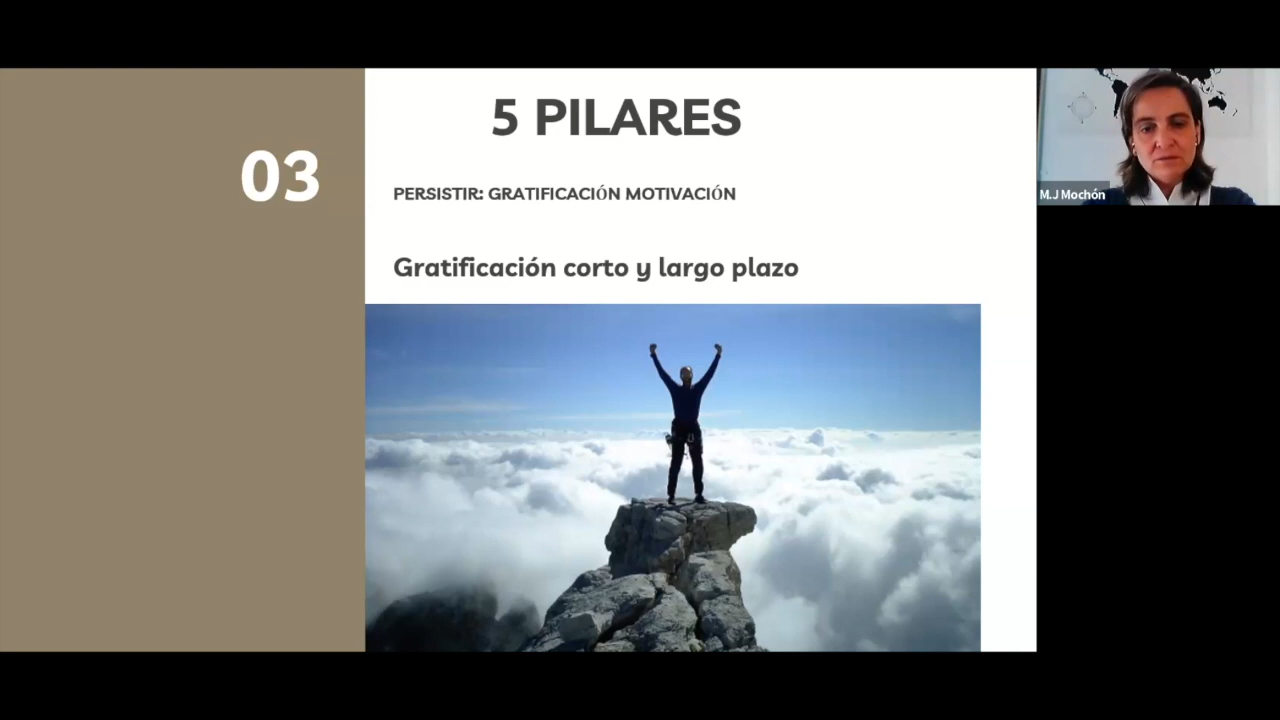 5 PILARES
03
PERSISTIR: GRATIFICACIÓN MOTIVACIÓN
Gratificación corto y largo plazo
M.J Mochón